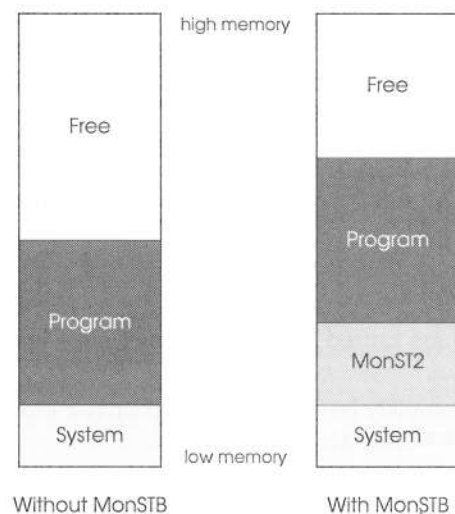 high memory
Free
Program
System
low memory
Without MonSTB
Free
Program
MonST2
System
With MonSTB